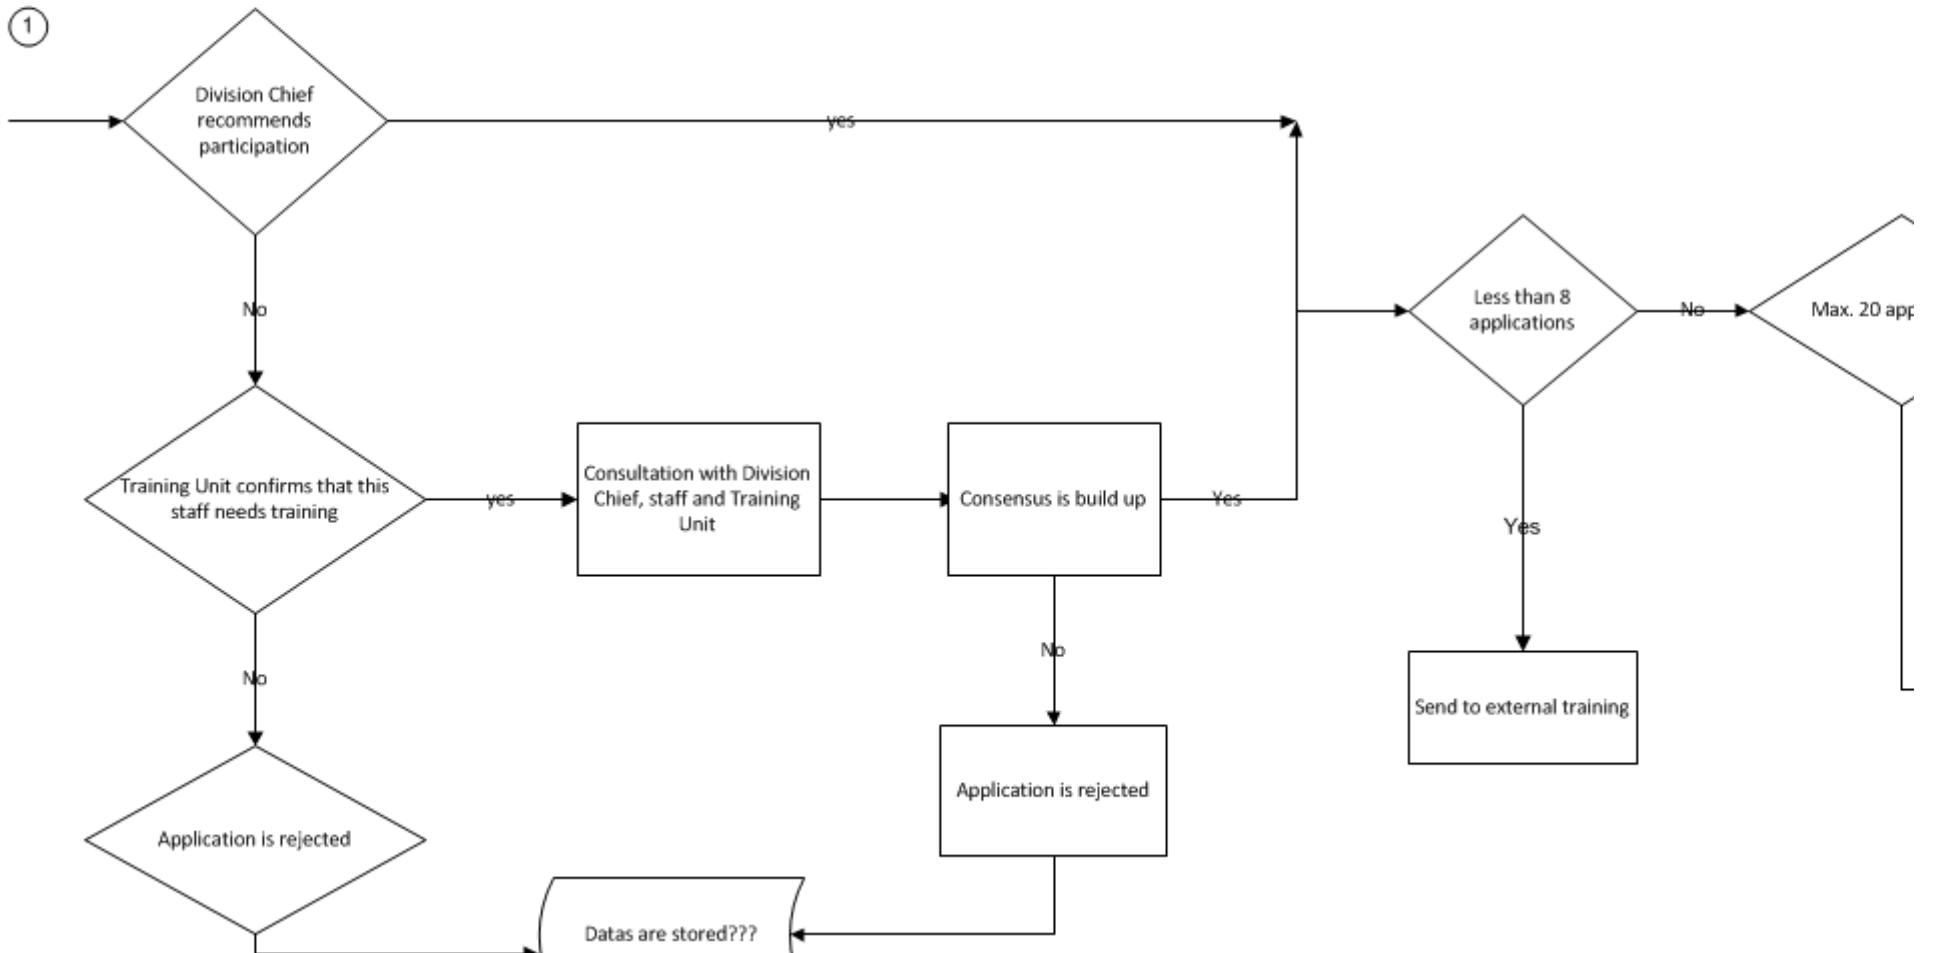 1
Division Chief
recommends
participation
yes
No
Less than 8
applications
No
Max. 20 app
Training Unit confirms that this
staff needs training
yes
Consultation with Division
Chief, staff and Training
Unit
Consensus is build up
Yes
Yes
No
No
Send to external training
Application is rejected
Application is rejected
Datas are stored???